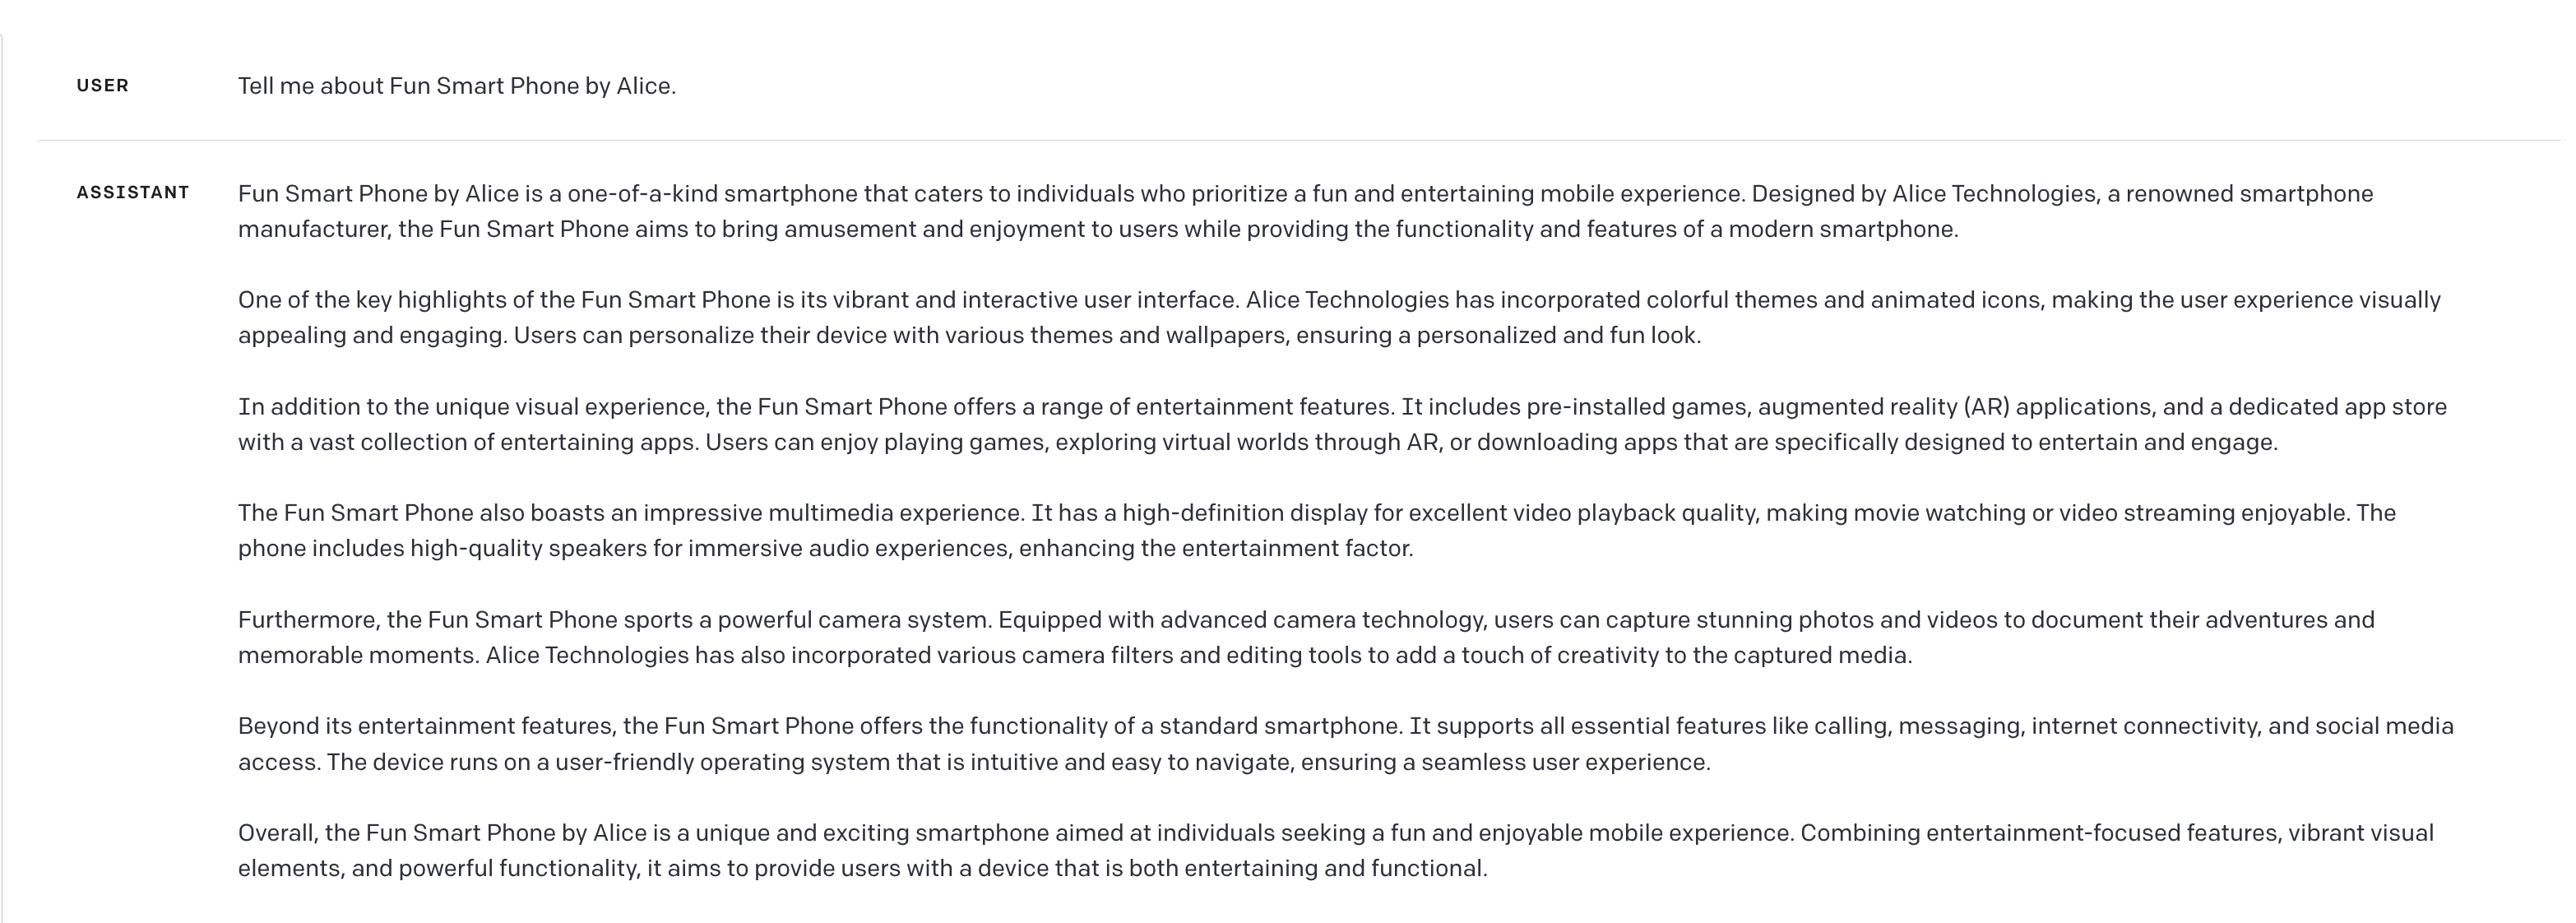 USER
Tell me about Fun Smart Phone by Alice.
ASSISTANT
Fun Smart Phone by Alice is a one-of-a-kind smartphone that caters to individuals who prioritize a fun and entertaining mobile experience. Designed by Alice Technologies, a renowned smartphone
manufacturer, the Fun Smart Phone aims to bring amusement and enjoyment to users while providing the functionality and features of a modern smartphone.
One of the key highlights of the Fun Smart Phone is its vibrant and interactive user interface. Alice Technologies has incorporated colorful themes and animated icons, making the user experience visually
appealing and engaging. Users can personalize their device with various themes and wallpapers, ensuring a personalized and fun look.
In addition to the unique visual experience, the Fun Smart Phone offers a range of entertainment features. It includes pre-installed games, augmented reality (AR) applications, and a dedicated app store
with a vast collection of entertaining apps. Users can enjoy playing games, exploring virtual worlds through AR, or downloading apps that are specifically designed to entertain and engage.
The Fun Smart Phone also boasts an impressive multimedia experience. It has a high-definition display for excellent video playback quality, making movie watching or video streaming enjoyable. The
phone includes high-quality speakers for immersive audio experiences, enhancing the entertainment factor.
Furthermore, the Fun Smart Phone sports a powerful camera system. Equipped with advanced camera technology, users can capture stunning photos and videos to document their adventures and
memorable moments. Alice Technologies has also incorporated various camera filters and editing tools to add a touch of creativity to the captured media.
Beyond its entertainment features, the Fun Smart Phone offers the functionality of a standard smartphone. It supports all essential features like calling, messaging, internet connectivity, and social media
access. The device runs on a user-friendly operating system that is intuitive and easy to navigate, ensuring a seamless user experience.
Overall, the Fun Smart Phone by Alice is a unique and exciting smartphone aimed at individuals seeking a fun and enjoyable mobile experience. Combining entertainment-focused features, vibrant visual
elements, and powerful functionality, it aims to provide users with a device that is both entertaining and functional.